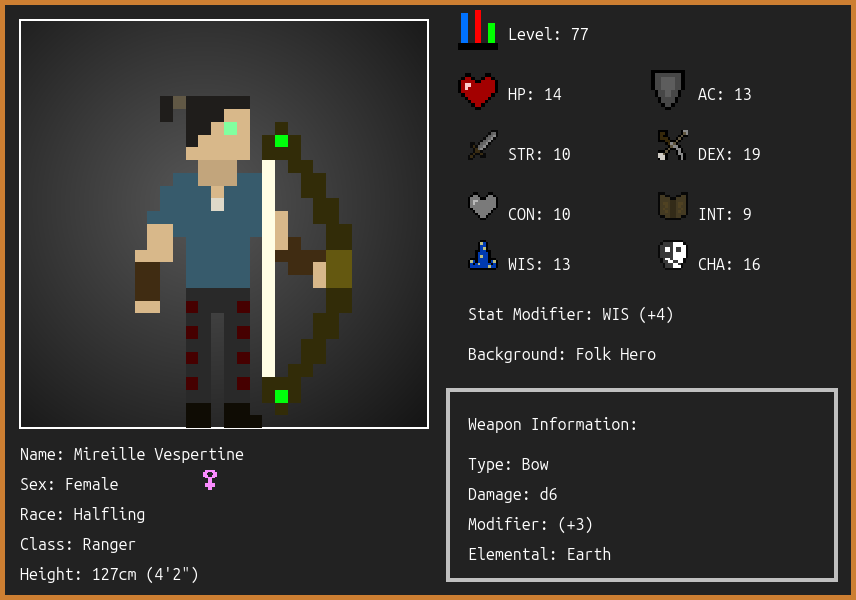 Level: 77
HP: 14
AC: 13
STR: 10
DEX: 19
CON: 10
INT: 9
WIS: 13
CHA: 16
Stat Modifier: WIS (+4)
Background: Folk Hero
Weapon Information:
Type: Bow
Damage: d6
Modifier: (+3)
Elemental: Earth
Name: Mireille Vespertine
Sex: Female
Race: Halfling
Class: Ranger
Height: 127cm (4'2")